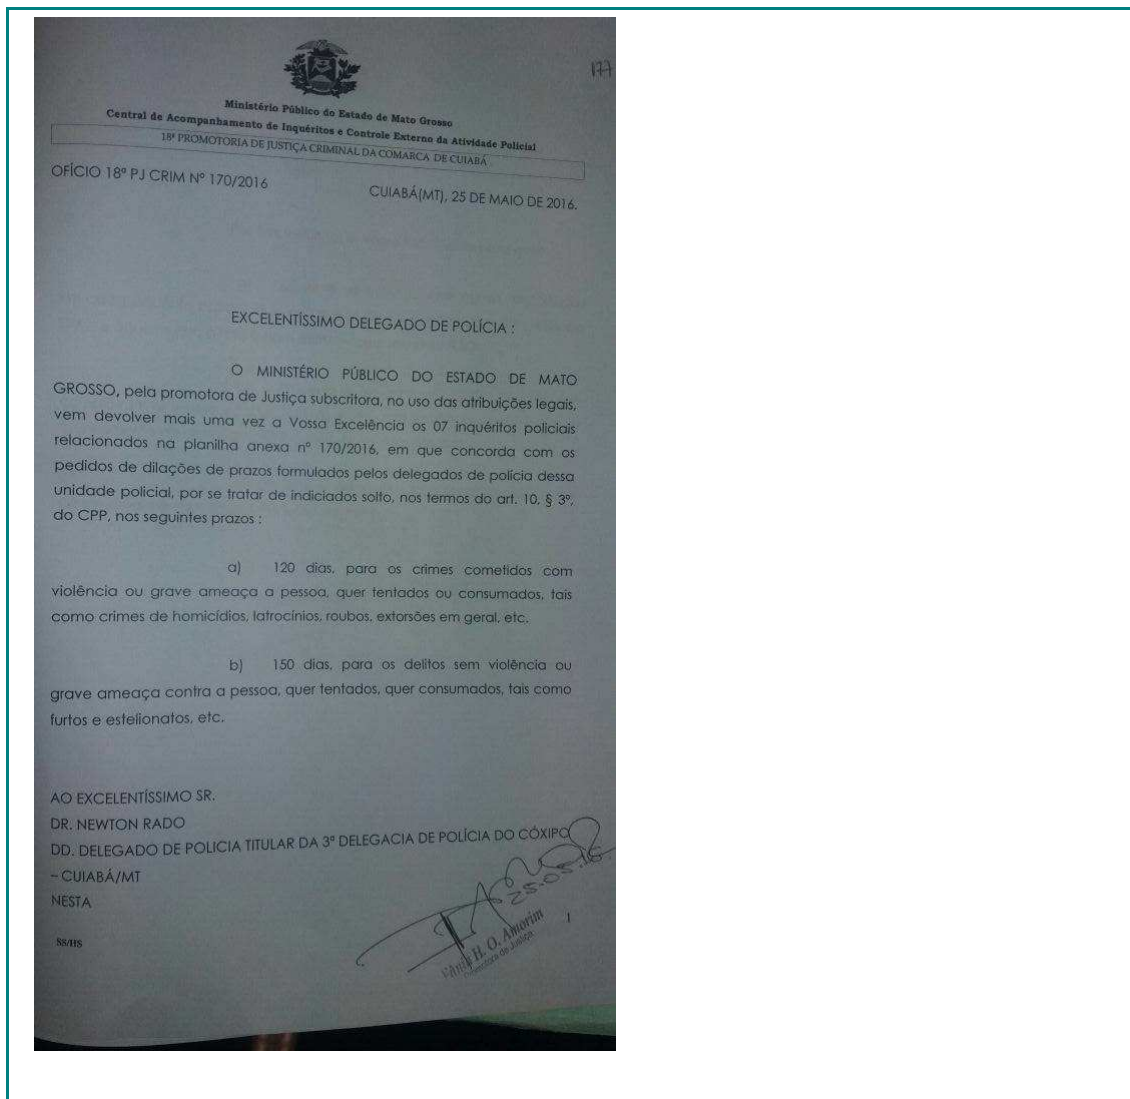 177
Ministério Público do Estado de Mato Grosso
Central de Acompanhamento de Inquéritos e Controle Externo da Atividade Policial
18ª PROMOTORIA DE JUSTIÇA CRIMINAL DA COMARCA DE CUIABÁ
OFÍCIO 18ª PJ CRIM Nº 170/2016
CUIABÁ(MT), 25 DE MAIO DE 2016.
EXCELENTÍSSIMO DELEGADO DE POLÍCIA :
O MINISTÉRIO PÚBLICO DO ESTADO DE MATO
GROSSO, pela promotora de Justiça subscritora, no uso das atribuições legais,
vem devolver mais uma vez a Vossa Excelência os 07 inquéritos policiais
relacionados na planilha anexa nº 170/2016, em que concorda com os
pedidos de dilações de prazos formulados pelos delegados de polícia dessa
unidade policial, por se tratar de indiciados solto, nos termos do art. 10, § 3º,
do CPP, nos seguintes prazos :
a) 120 dias, para os crimes cometidos com
violência ou grave ameaça a pessoa, quer tentados ou consumados, tais
como crimes de homicídios, latrocínios, roubos, extorsões em geral, etc.
b) 150 dias, para os delitos sem violência ou
grave ameaça contra a pessoa, quer tentados, quer consumados, tais como
furtos e estelionatos, etc.
AO EXCELENTÍSSIMO SR.
DR. NEWTON RADO
DD. DELEGADO DE POLICIA TITULAR DA 3ª DELEGACIA DE POLÍCIA DO CÓXIPO
– CUIABÁ/MT
NESTA
25.05.16.
H. O. Amorim
Promotora de Justiça
1
SS/HS